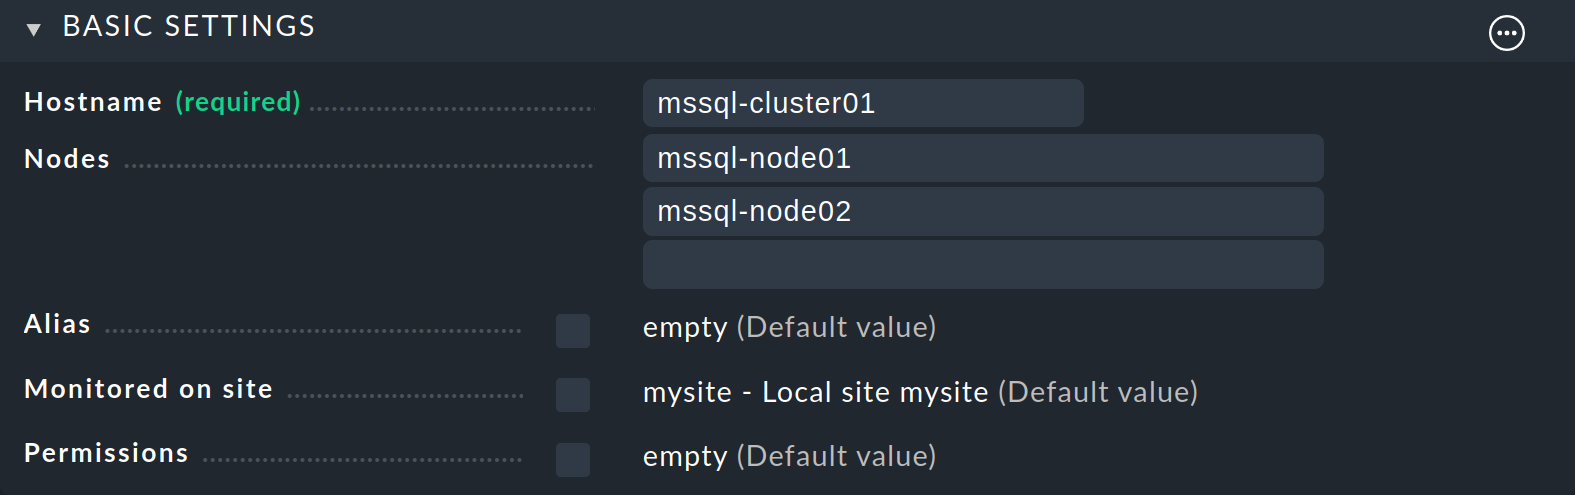 BASIC SETTINGS
Hostname (required) mssql-cluster01
Nodes mssql-node01
mssql-node02
Alias empty (Default value)
Monitored on site mysite - Local site mysite (Default value)
Permissions empty (Default value)